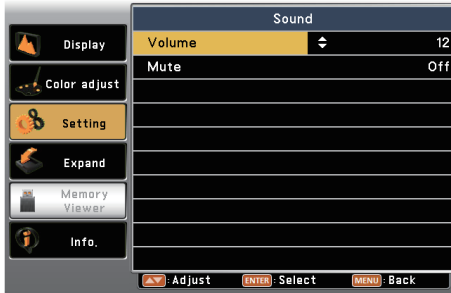 Sound
Display
Color adjust
Setting
Expand
Memory
Viewer
Info.
Volume 12
Mute Off
▲▼ : Adjust ENTER : Select MENU : Back